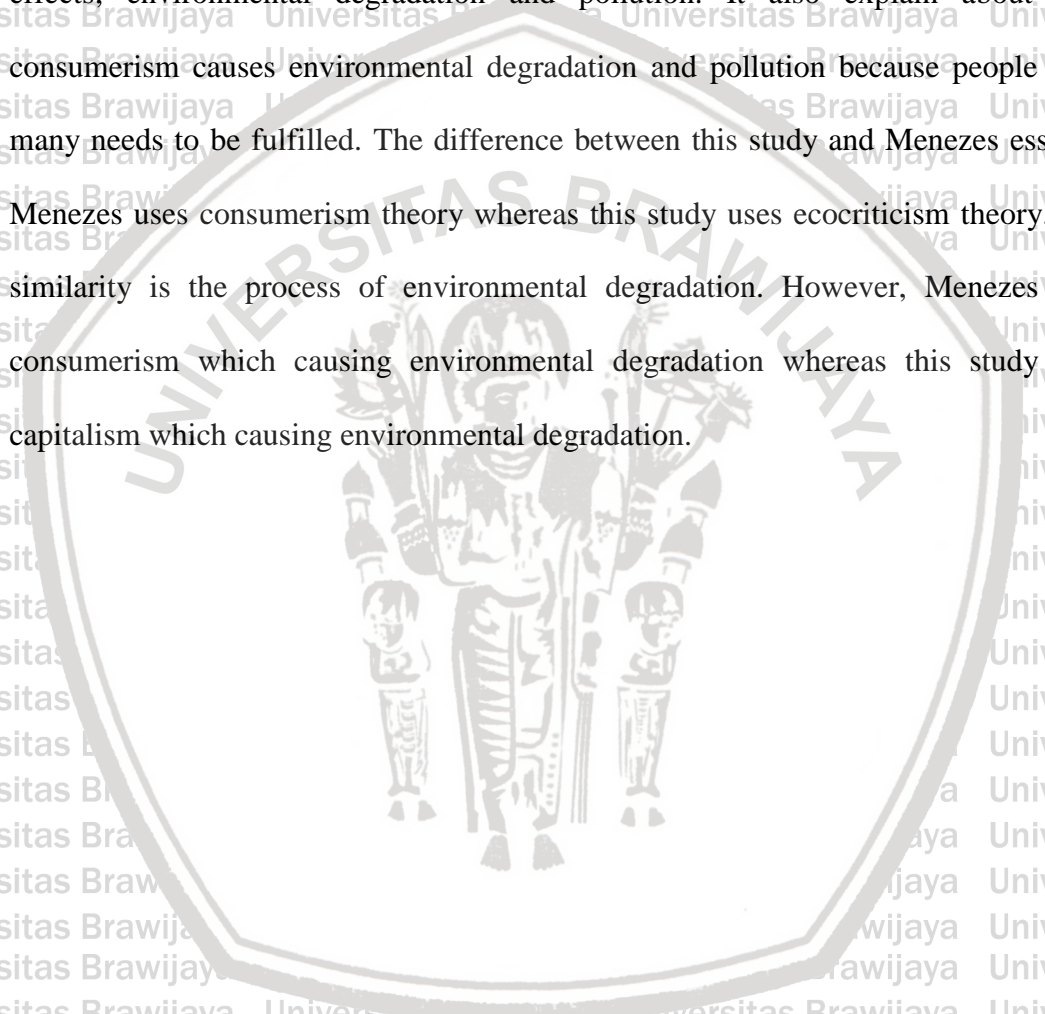 effects, environmental degradation and pollution. It also explain about
consumerism causes environmental degradation and pollution because people
many needs to be fulfilled. The difference between this study and Menezes ess
Menezes uses consumerism theory whereas this study uses ecocriticism theory.
similarity is the process of environmental degradation. However, Menezes
consumerism which causing environmental degradation whereas this study
capitalism which causing environmental degradation.
UNIVERSITAS BRAWIJAYA